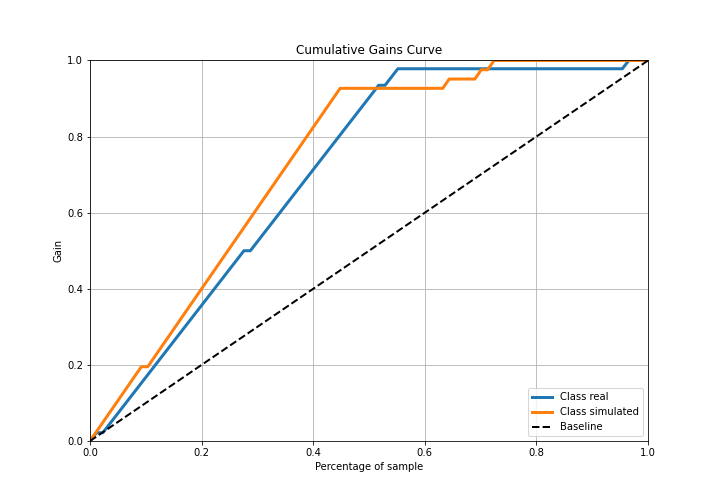 Cumulative Gains Curve
1.0
0.8
0.6
0.4
0.2
0.0
Gain
0.0 0.2 0.4 0.6 0.8 1.0
Percentage of sample
Class real
Class simulated
Baseline